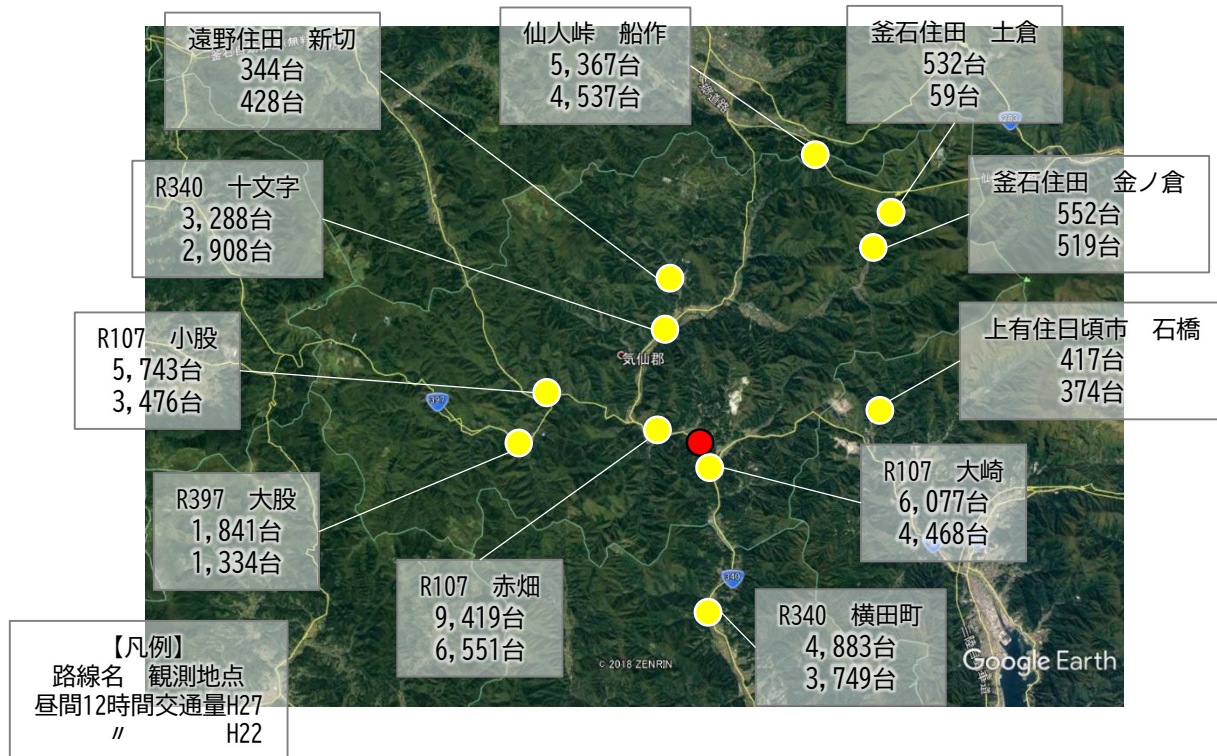 遠野住田　新切
344台
428台
仙人峠　船作
5,367台
4,537台
釜石住田　土倉
532台
59台
283
R340　十文字
3,288台
2,908台
釜石住田　金ノ倉
552台
519台
R107　小股
5,743台
3,476台
気仙郡
上有住日頃市　石橋
417台
374台
397
R397　大股
1,841台
1,334台
R107　大崎
6,077台
4,468台
R107　赤畑
9,419台
6,551台
340
R340　横田町
4,883台
3,749台
【凡例】
路線名　観測地点
昼間12時間交通量H27
〃　H22
© 2018 ZENRIN
Google Earth